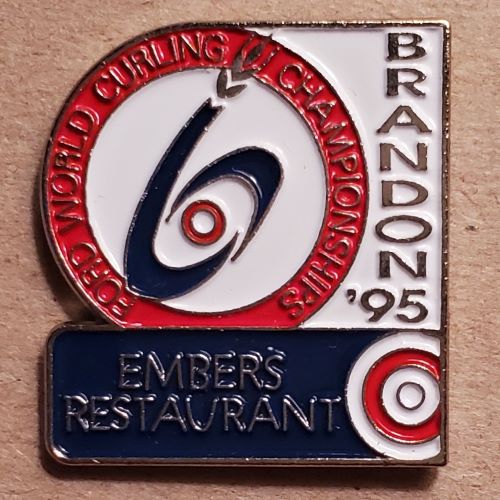 FORD WORLD CURLING CHAMPIONSHIPS
BRANDON
'95
EMBERS
RESTAURANT